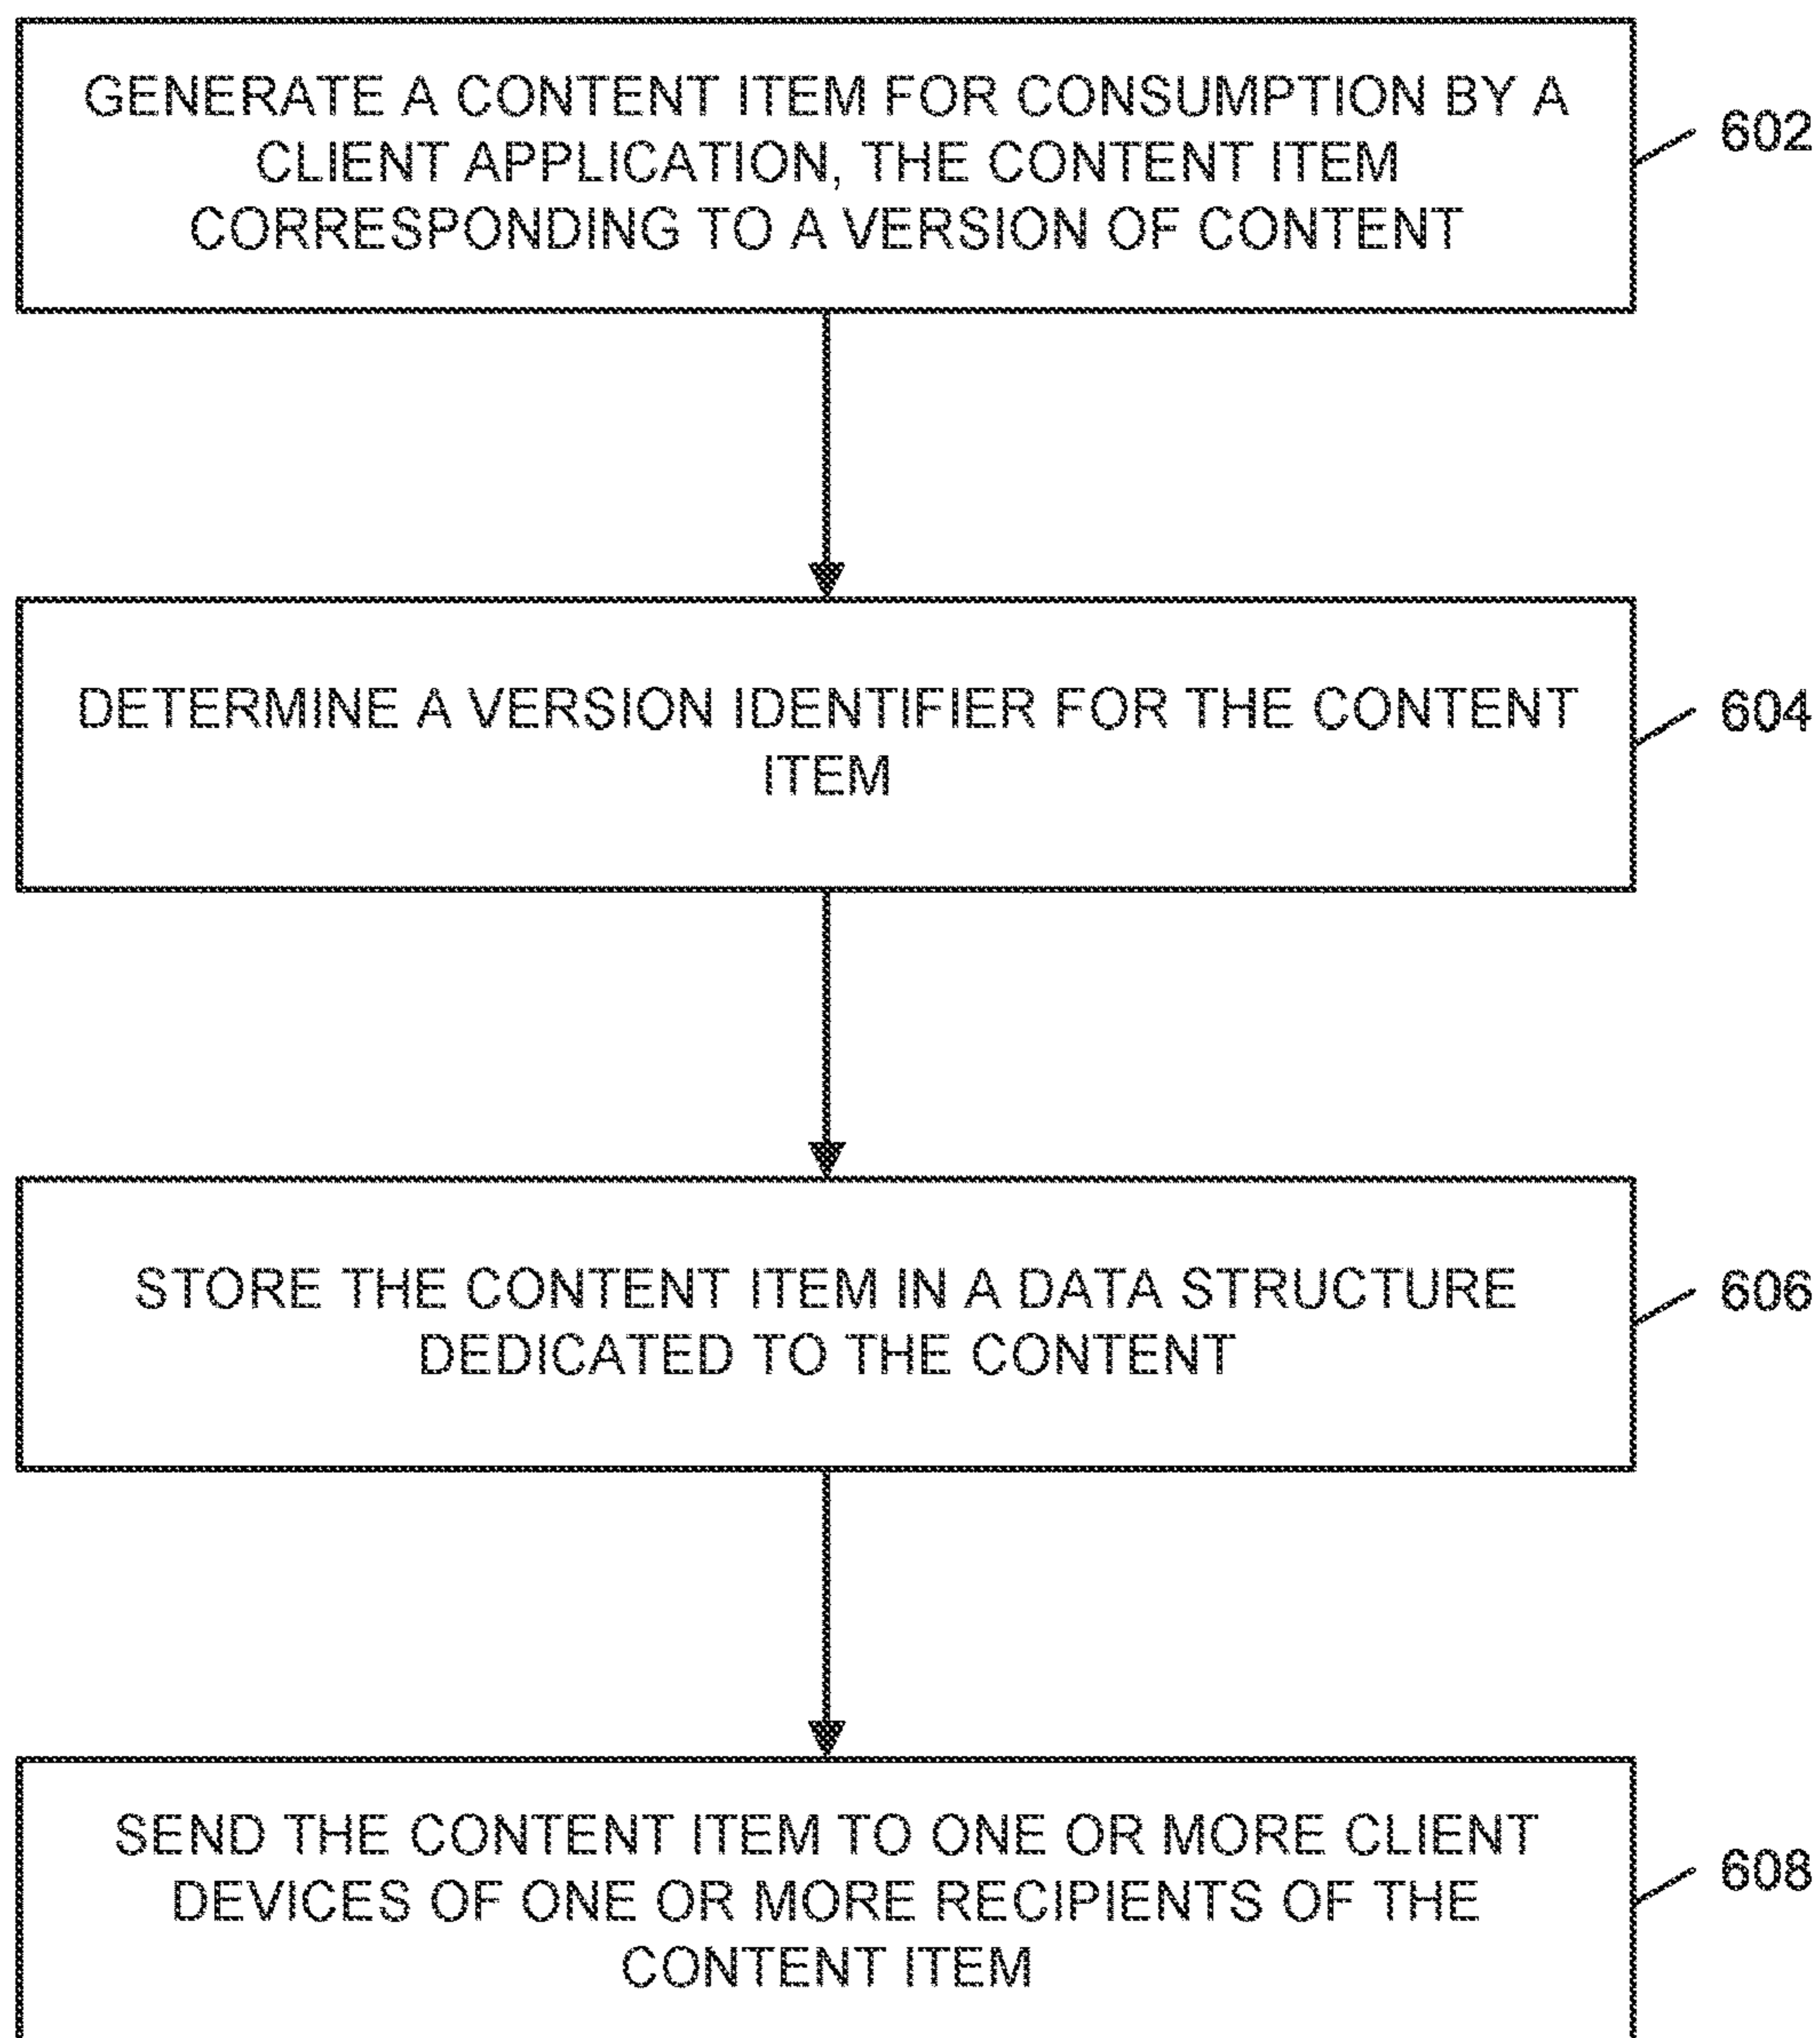 GENERATE A CONTENT ITEM FOR CONSUMPTION BY A
CLIENT APPLICATION, THE CONTENT ITEM
CORRESPONDING TO A VERSION OF CONTENT
602
DETERMINE A VERSION IDENTIFIER FOR THE CONTENT
ITEM
604
STORE THE CONTENT ITEM IN A DATA STRUCTURE
DEDICATED TO THE CONTENT
606
SEND THE CONTENT ITEM TO ONE OR MORE CLIENT
DEVICES OF ONE OR MORE RECIPIENTS OF THE
CONTENT ITEM
608